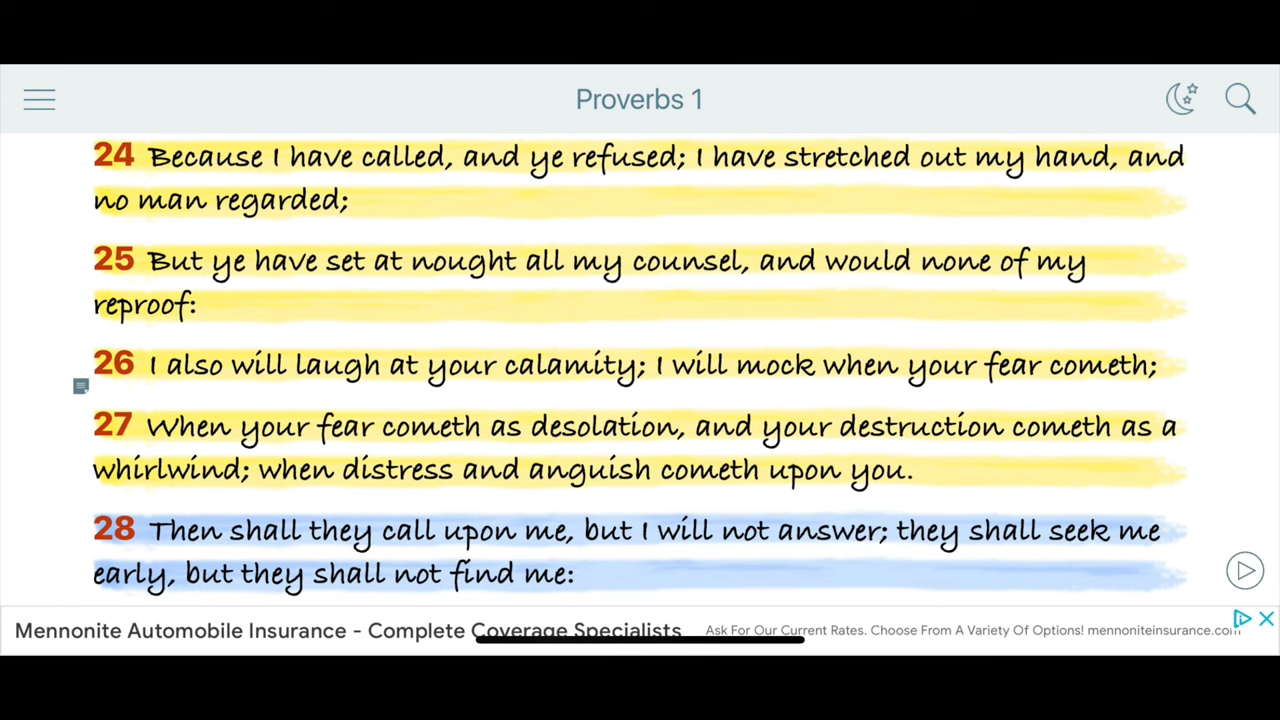 Proverbs 1
24 Because I have called, and ye refused; I have stretched out my hand, and
no man regarded;
25 But ye have set at nought all my counsel, and would none of my
reproof:
26 I also will laugh at your calamity; I will mock when your fear cometh;
27 When your fear cometh as desolation, and your destruction cometh as a
whirlwind; when distress and anguish cometh upon you.
28 Then shall they call upon me, but I will not answer; they shall seek me
early, but they shall not find me:
Mennonite Automobile Insurance - Complete Coverage Specialists Ask For Our Current Rates. Choose From A Variety Of Options! mennoniteinsurance.com